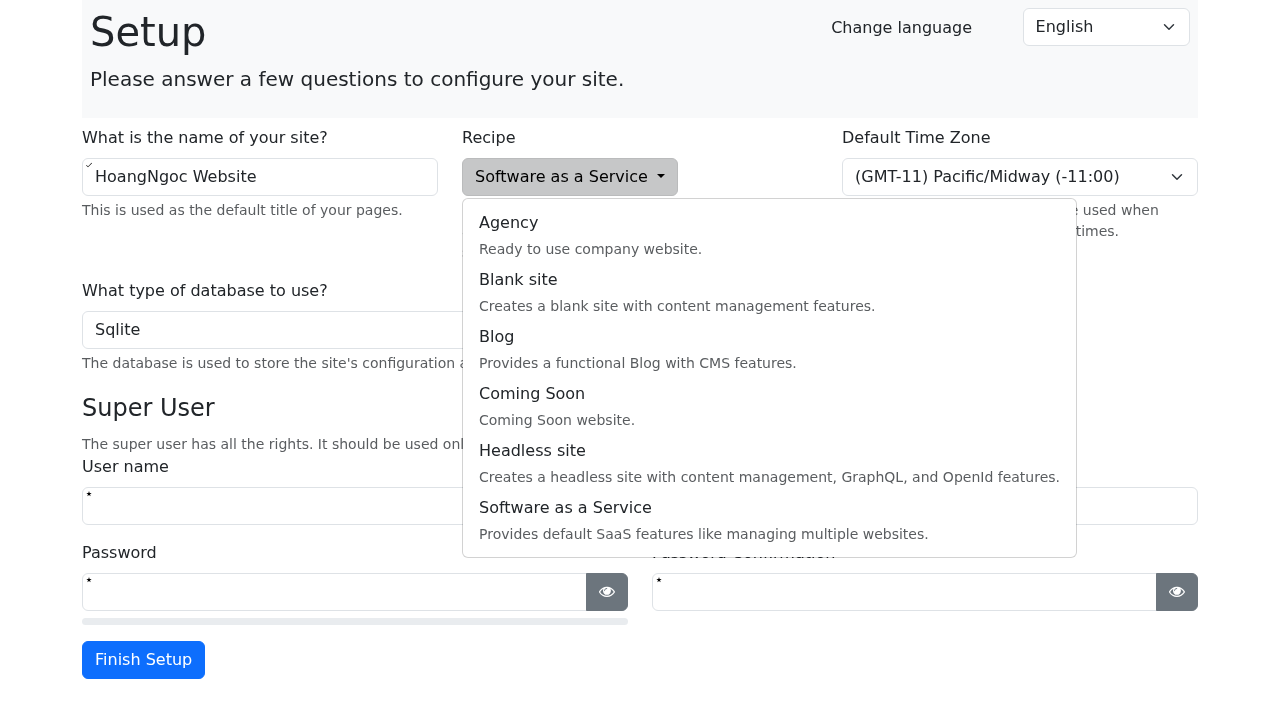 Setup
Change language
English
Please answer a few questions to configure your site.
What is the name of your site?
Recipe
Default Time Zone
HoangNgoc Website
Software as a Service
(GMT-11) Pacific/Midway (-11:00)
This is used as the default title of your pages.
used when
times.
Agency
Ready to use company website.
Blank site
Creates a blank site with content management features.
Blog
Provides a functional Blog with CMS features.
Coming Soon
Coming Soon website.
Headless site
Creates a headless site with content management, GraphQL, and OpenId features.
Software as a Service
Provides default SaaS features like managing multiple websites.
What type of database to use?
Sqlite
The database is used to store the site's configuration
Super User
The super user has all the rights. It should be used
User name
*
Password
Password Confirmation
*
*
Finish Setup